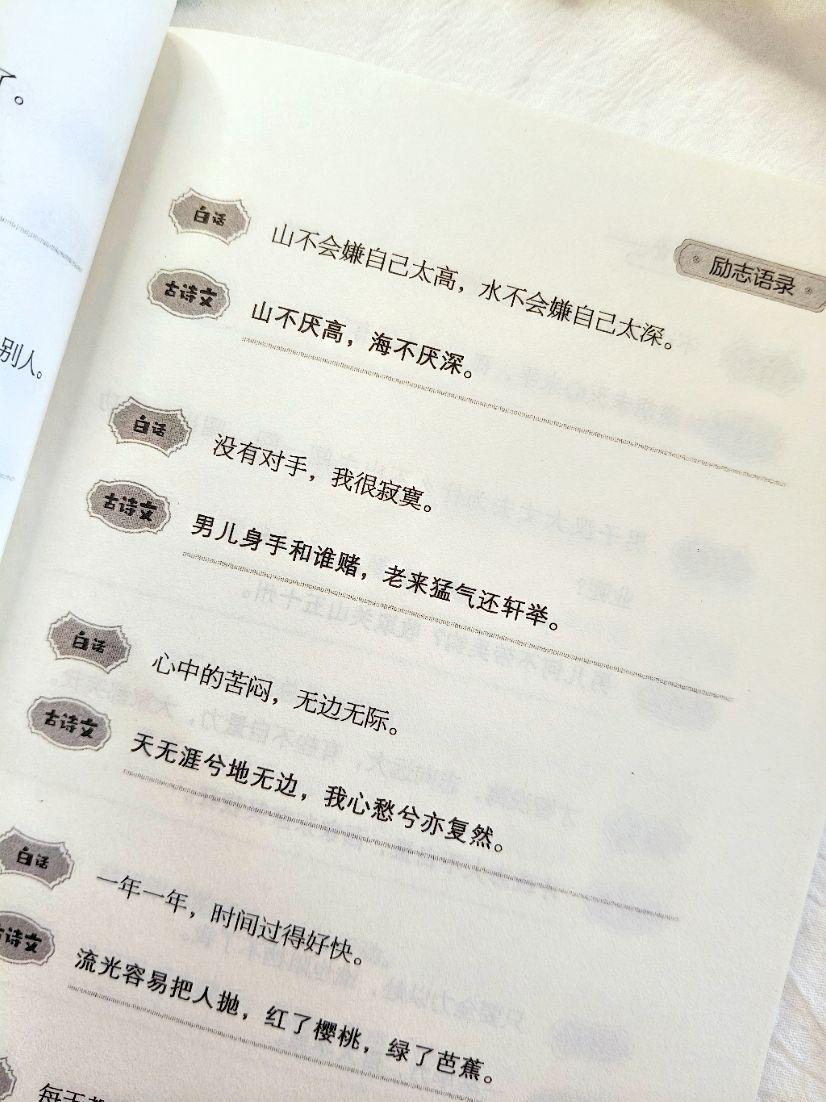 了。
别人。
励志语录
白话
山不会嫌自己太高，水不会嫌自己太深。
古诗文
山不厌高，海不厌深。
白话
没有对手，我很寂寞。
古诗文
男儿身手和谁赌，老来猛气还轩举。
白话
心中的苦闷，无边无际。
古诗文
天无涯兮地无边，我心愁兮亦复然。
白话
一年一年，时间过得好快。
古诗文
流光容易把人抛，红了樱桃，绿了芭蕉。
每天